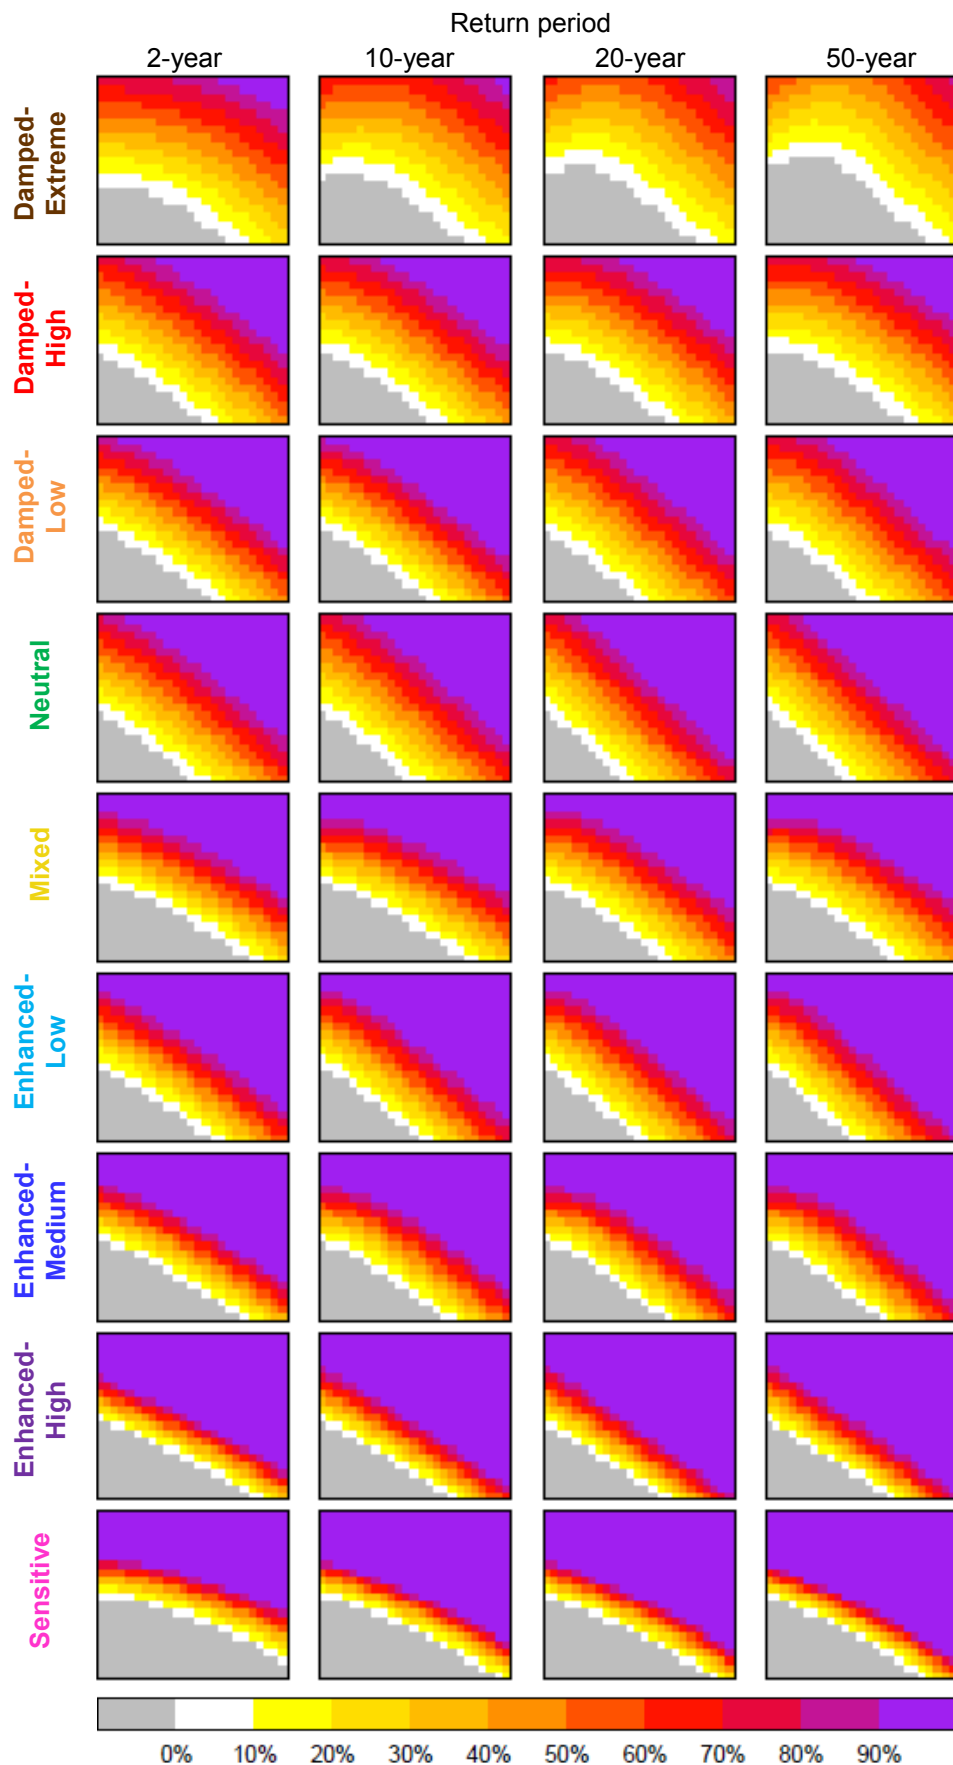 Return period
2-year 10-year 20-year 50-year
Damped-
Extreme
Damped-
High
Damped-
Low
Neutral
Mixed
Enhanced-
Low
Enhanced-
Medium
Enhanced-
High
Sensitive
0% 10% 20% 30% 40% 50% 60% 70% 80% 90%